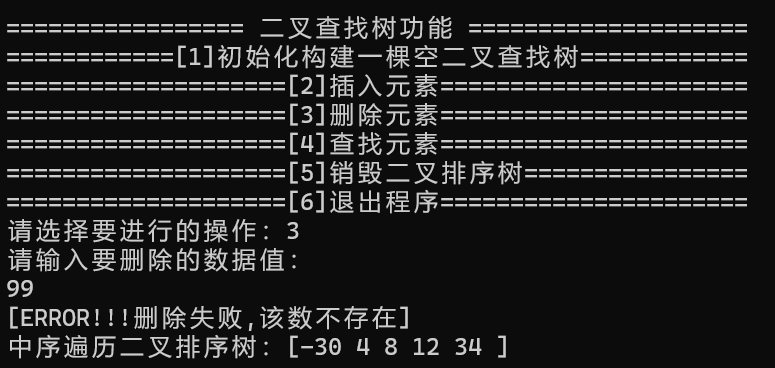 ================= 二叉查找树功能 ====================
============[1]初始化构建一棵空二叉查找树============
====================[2]插入元素======================
====================[3]删除元素======================
====================[4]查找元素======================
====================[5]销毁二叉排序树================
====================[6]退出程序======================
请选择要进行的操作: 3
请输入要删除的数据值:
99
[ERROR!!!删除失败,该数不存在]
中序遍历二叉排序树: [-30 4 8 12 34 ]